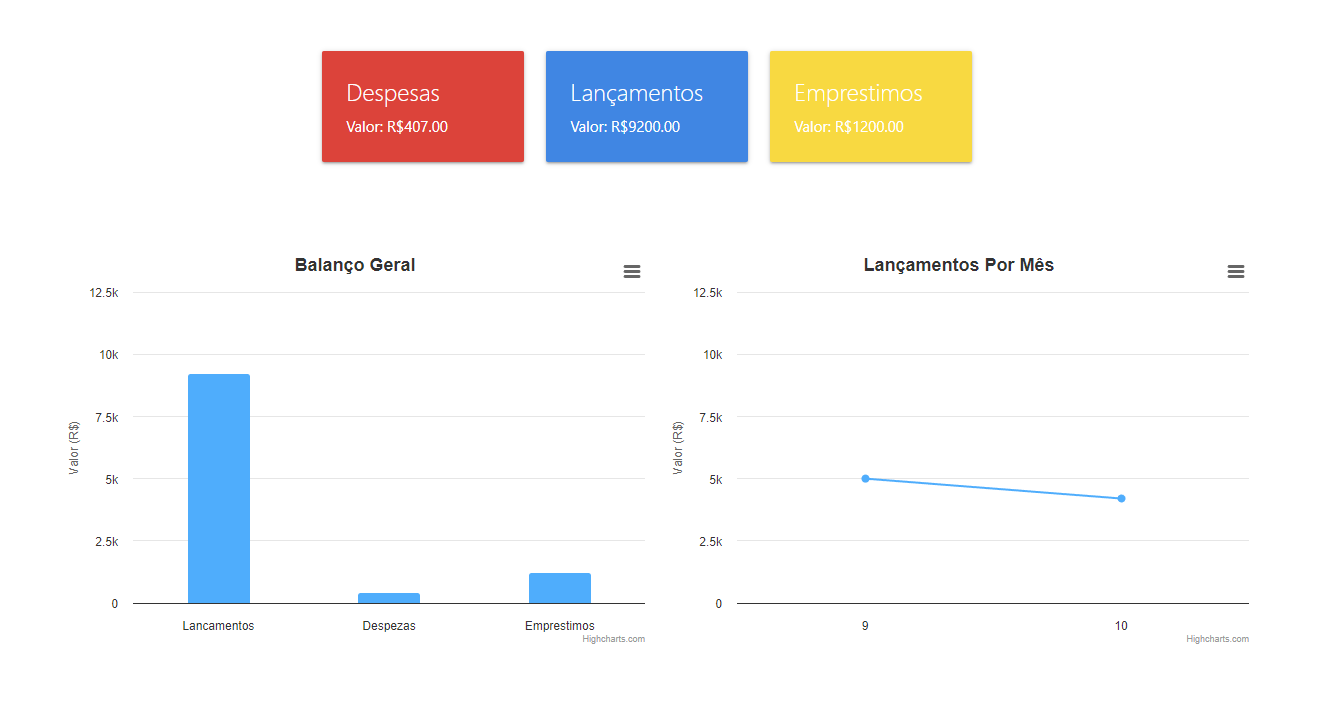 Despesas
Valor: R$407.00
Lançamentos
Valor: R$9200.00
Emprestimos
Valor: R$1200.00
Balanço Geral
Valor (R$)
12.5k
10k
7.5k
5k
2.5k
0
Lancamentos
Despezas
Emprestimos
Highcharts.com
Lançamentos Por Mês
Valor (R$)
12.5k
10k
7.5k
5k
2.5k
0
9
10
Highcharts.com